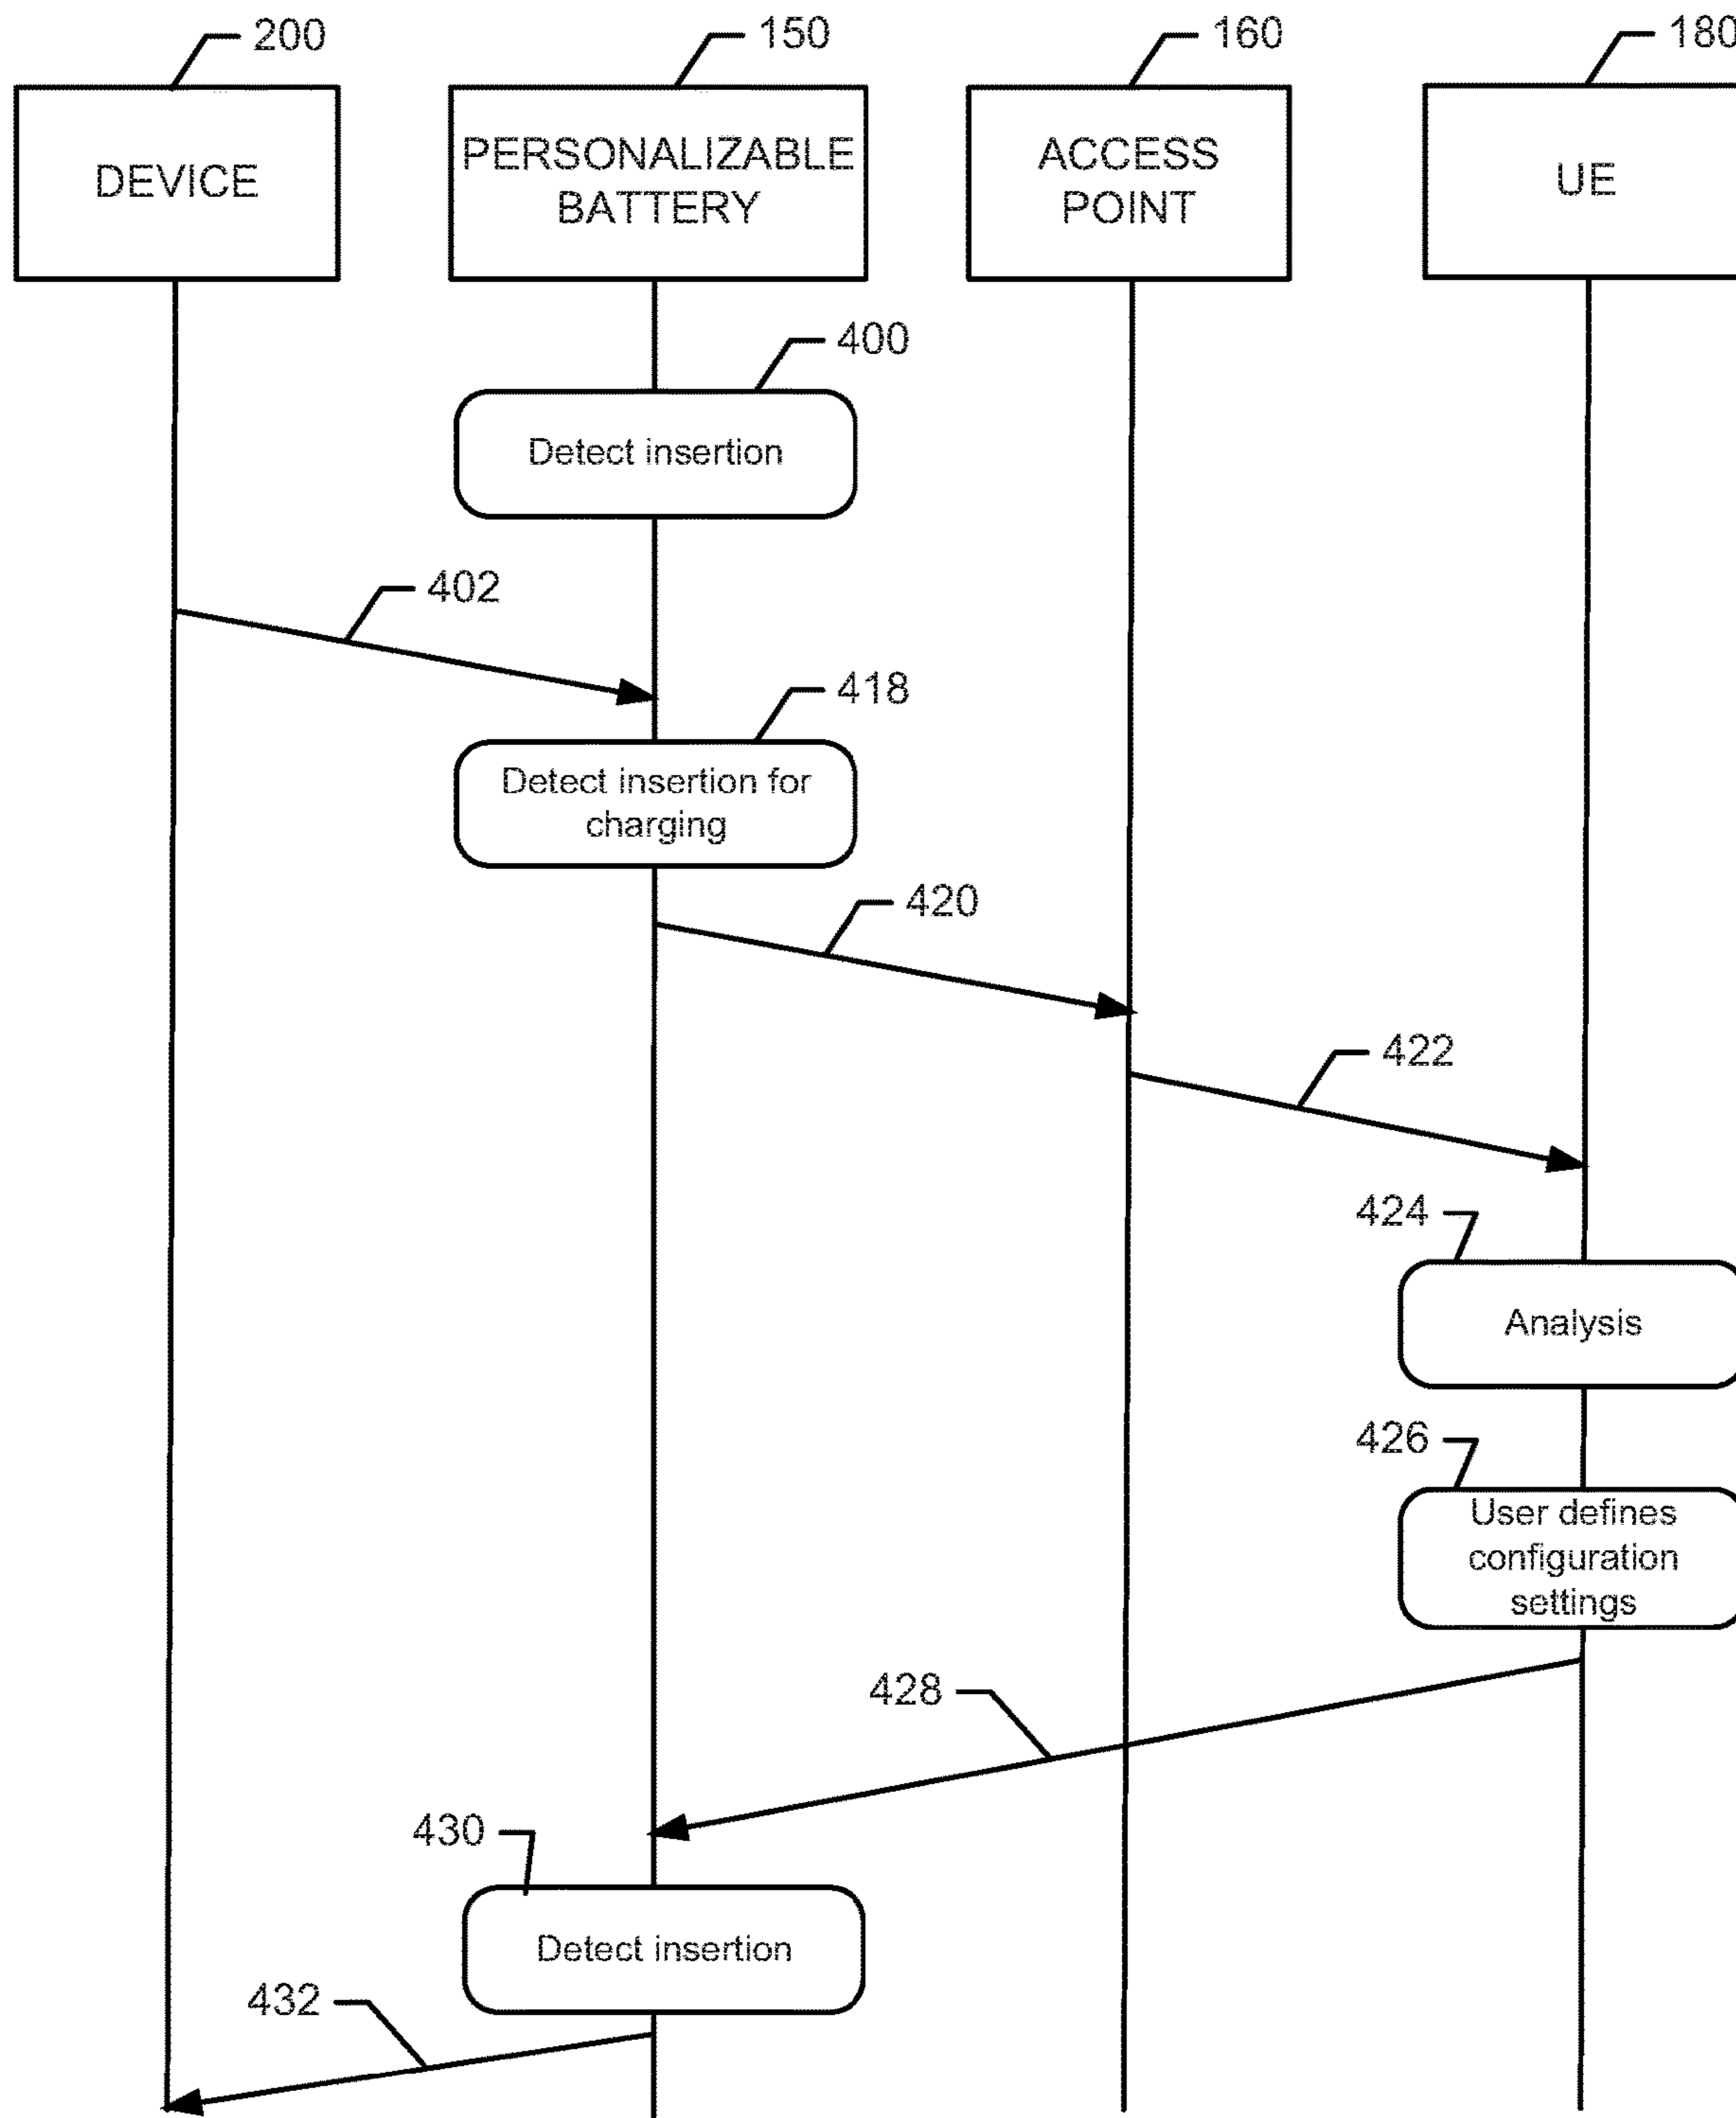 200
150
160
180
DEVICE
PERSONALIZABLE
BATTERY
ACCESS
POINT
UE
400
Detect insertion
402
418
Detect insertion for
charging
420
422
424
Analysis
426
User defines
configuration
settings
428
430
Detect insertion
432